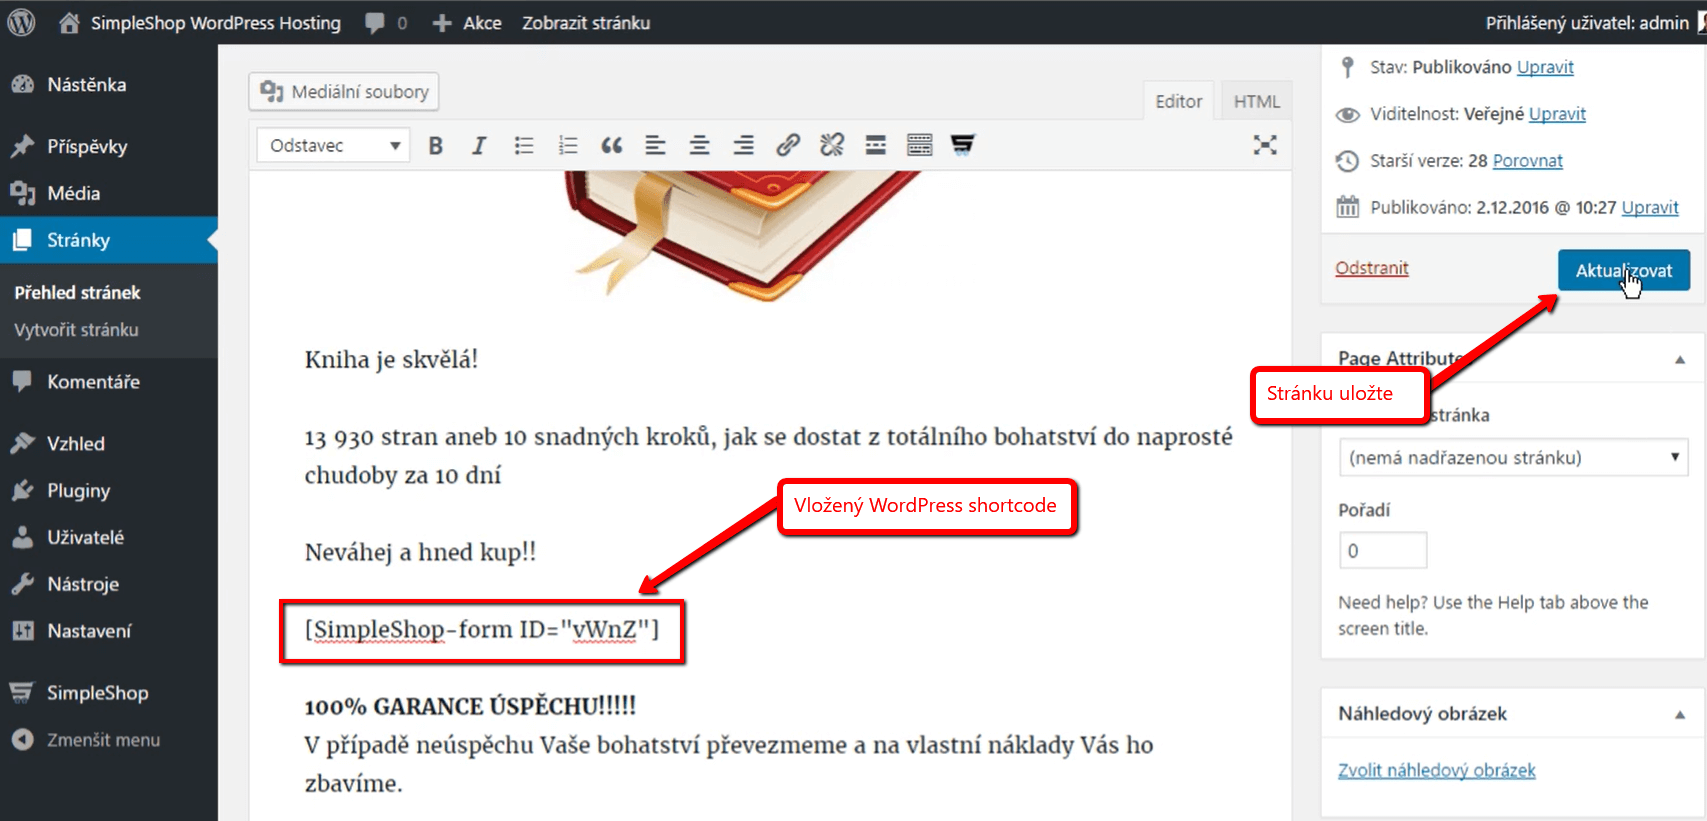 SimpleShop WordPress Hosting 0 Akce Zobrazit stránku Přihlášený uživatel: admin
Nástěnka
Příspěvky
Média
Stránky
Přehled stránek
Vytvořit stránku
Komentáře
Vzhled
Pluginy
Uživatelé
Nástroje
Nastavení
SimpleShop
Zmenšit menu
Mediální soubory
Editor HTML
Odstavec B I
Kniha je skvělá!
13 930 stran aneb 10 snadných kroků, jak se dostat z totálního bohatství do naprosté
chudoby za 10 dní
Vložený WordPress shortcode
Neváhej a hned kup!!
[SimpleShop-form ID="vWnZ"]
100% GARANCE ÚSPĚCHU!!!!!
V případě neúspěchu Vaše bohatství převezmeme a na vlastní náklady Vás ho
zbavíme.
Stav: Publikováno Upravit
Viditelnost: Veřejné Upravit
Starší verze: 28 Porovnat
Publikováno: 2.12.2016 @ 10:27 Upravit
Odstranit Aktualizovat
Page Attribute
Stránku uložte
stránka
(nemá nadřazenou stránku)
Pořadí
0
Need help? Use the Help tab above the
screen title.
Náhledový obrázek
Zvolit náhledový obrázek